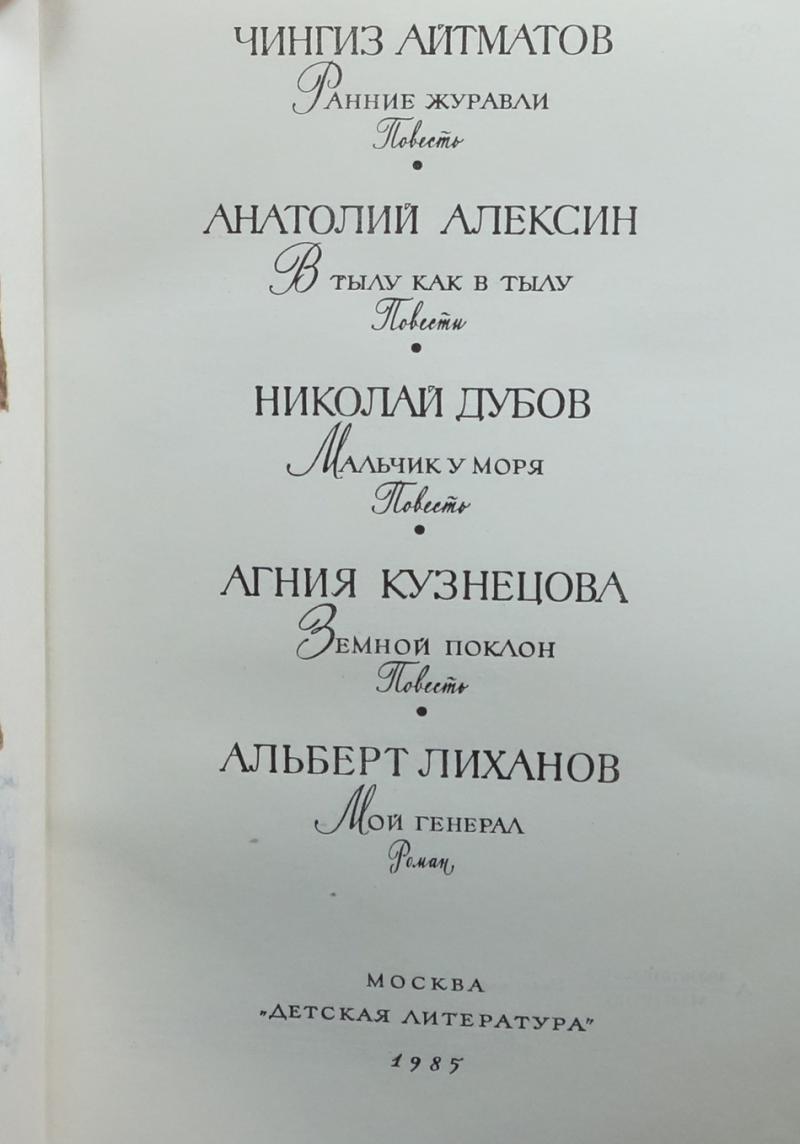 ЧИНГИЗ АЙТМАТОВ
РАННИЕ ЖУРАВЛИ
Повесть
•
АНАТОЛИЙ АЛЕКСИН
В ТЫЛУ КАК В ТЫЛУ
Повести
•
НИКОЛАЙ ДУБОВ
МАЛЬЧИК У МОРЯ
Повесть
•
АГНИЯ КУЗНЕЦОВА
ЗЕМНОЙ ПОКЛОН
Повесть
•
АЛЬБЕРТ ЛИХАНОВ
МОЙ ГЕНЕРАЛ
Роман
МОСКВА
"ДЕТСКАЯ ЛИТЕРАТУРА"
1985